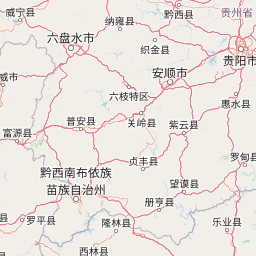 威宁县
纳雍县
黔西县
贵州省
六盘水市
织金县
贵阳市
安顺市
威市
六枝特区
惠水县
普安县
关岭县
紫云县
富源县
贞丰县
罗甸县
黔西南布依族
苗族自治州
望谟县
册亨县
罗平县
隆林县
乐业县
西林县